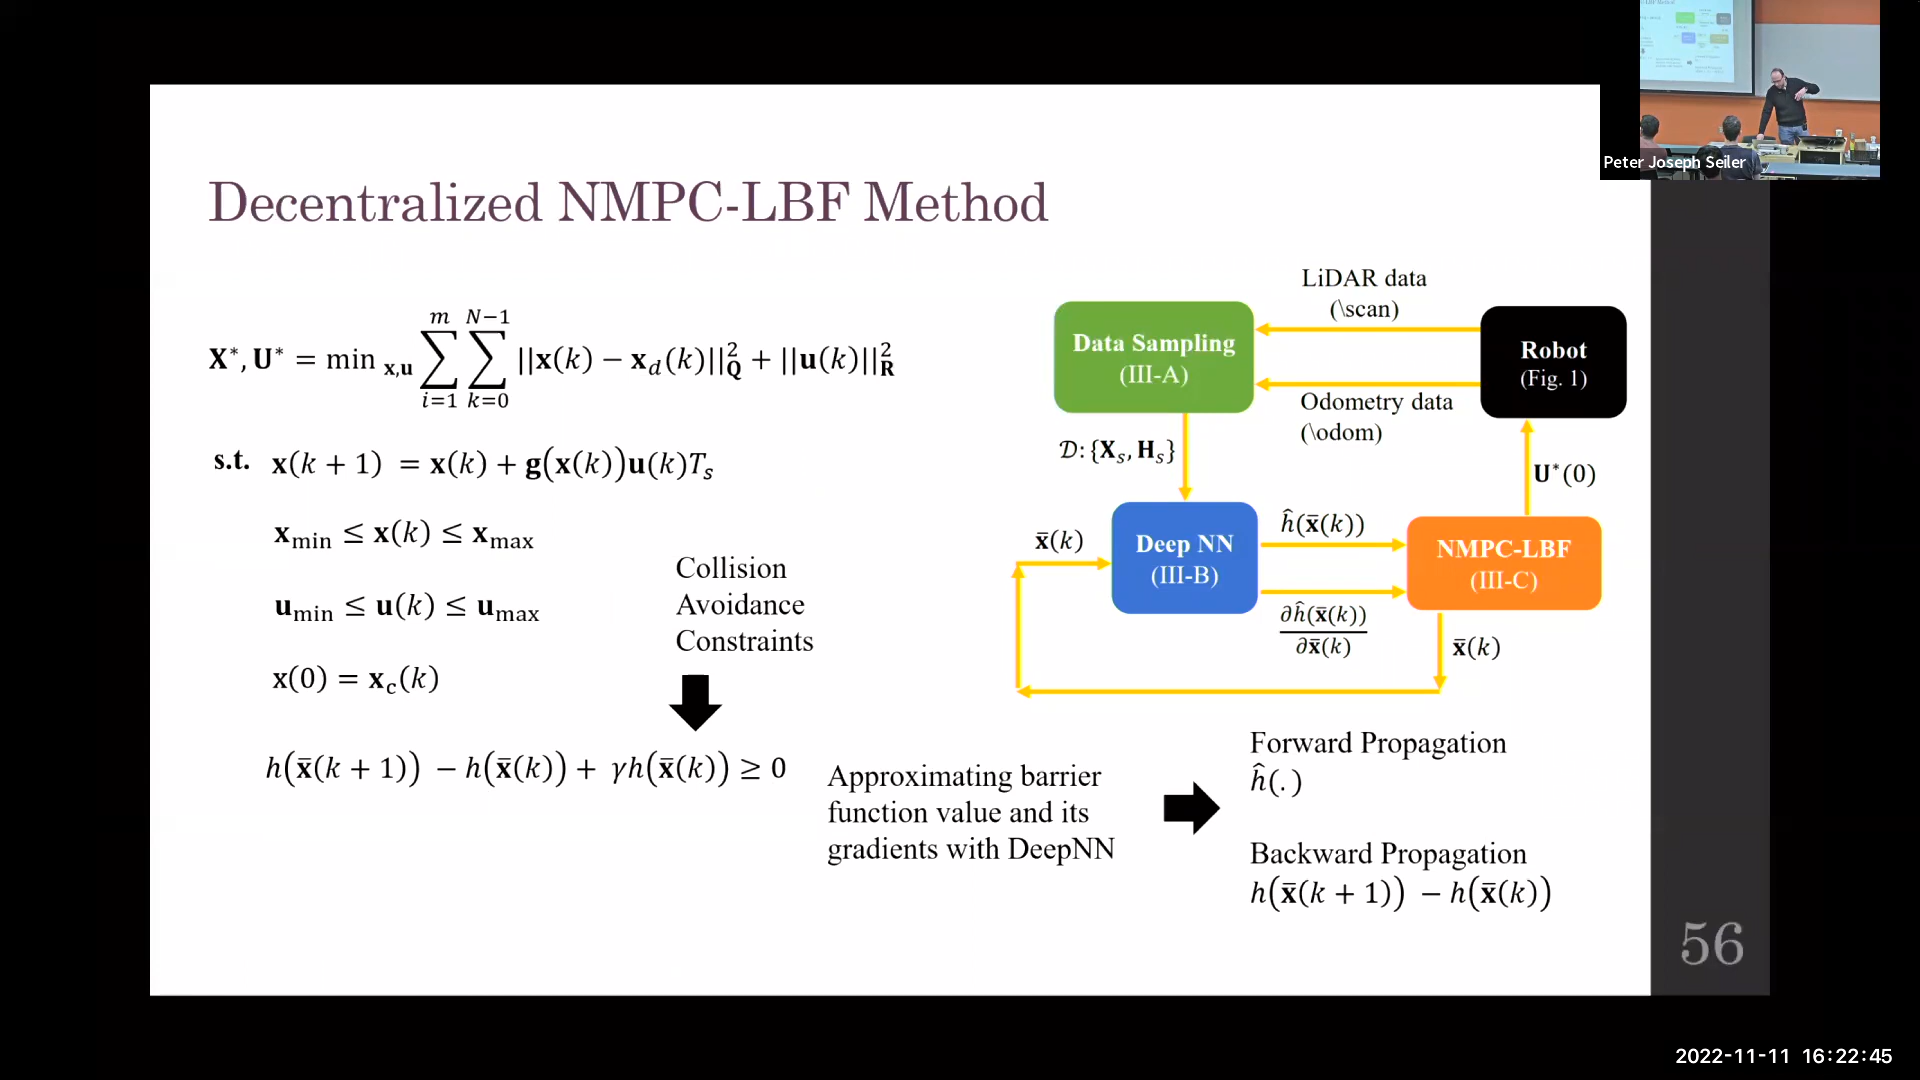 Peter Joseph Seiler
Decentralized NMPC-LBF Method
X*, U* = min x,u ∑_{i=1}^{m} ∑_{k=0}^{N−1} ||x(k) − x_d(k)||²_Q + ||u(k)||²_R
s.t. x(k + 1) = x(k) + g(x(k))u(k)T_s
x_min ≤ x(k) ≤ x_max
u_min ≤ u(k) ≤ u_max
x(0) = x_c(k)
Collision
Avoidance
Constraints
h(x̄(k + 1)) − h(x̄(k)) + γh(x̄(k)) ≥ 0
LiDAR data
(\scan)
Data Sampling
(III-A)
Robot
(Fig. 1)
Odometry data
(\odom)
𝒟: {X_s, H_s}
U*(0)
x̄(k)
Deep NN
(III-B)
ĥ(x̄(k))
∂ĥ(x̄(k))
∂x̄(k)
NMPC-LBF
(III-C)
x̄(k)
Approximating barrier
function value and its
gradients with DeepNN
Forward Propagation
ĥ(.)
Backward Propagation
h(x̄(k + 1)) − h(x̄(k))
56
2022-11-11 16:22:45